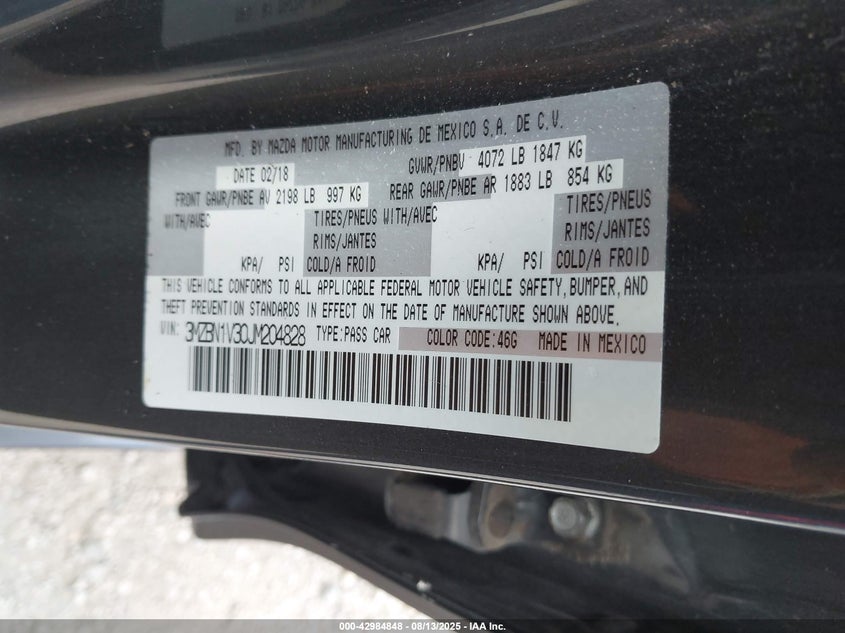 MFD. BY MAZDA MOTOR MANUFACTURING DE MEXICO S.A. DE C.V.
DATE 02/18 GVWR/PNBV 4072 LB 1847 KG
FRONT GAWR/PNBE AV 2198 LB 997 KG REAR GAWR/PNBE AR 1883 LB 854 KG
WITH/AVEC TIRES/PNEUS WITH/AVEC TIRES/PNEUS
RIMS/JANTES RIMS/JANTES
KPA/ PSI COLD/A FROID KPA/ PSI COLD/A FROID
THIS VEHICLE CONFORMS TO ALL APPLICABLE FEDERAL MOTOR VEHICLE SAFETY, BUMPER, AND
THEFT PREVENTION STANDARDS IN EFFECT ON THE DATE OF MANUFACTURE SHOWN ABOVE.
VIN: 3MZBN1V30JM204828 TYPE:PASS CAR COLOR CODE:46G MADE IN MEXICO
000-42984848 - 08/13/2025 - IAA Inc.